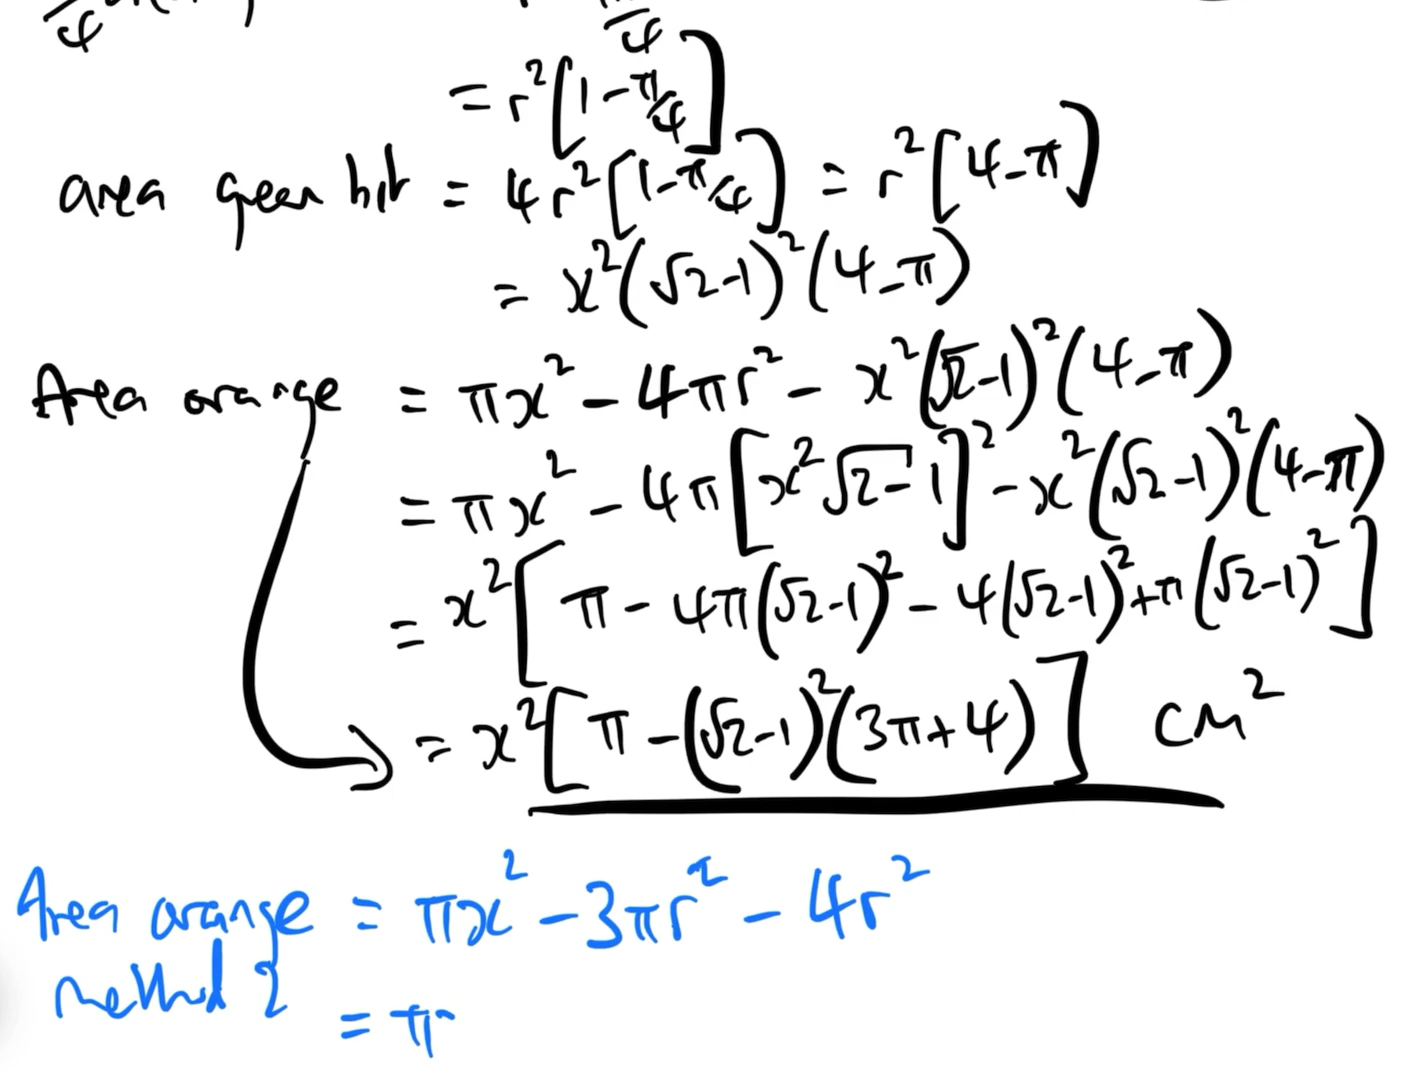 = r²[1-π/4]
area green bit = 4r²[1-π/4] = r²[4-π]
= x²(√2-1)²(4-π)
Area orange = πx² - 4πr² - x²(√2-1)²(4-π)
= πx² - 4π[x²√2-1]² - x²(√2-1)²(4-π)
= x²[π - 4π(√2-1)² - 4(√2-1)²+π(√2-1)²]
= x²[π-(√2-1)²(3π+4)] cm²
Area orange = πx² - 3πr² - 4r²
method 2
= π